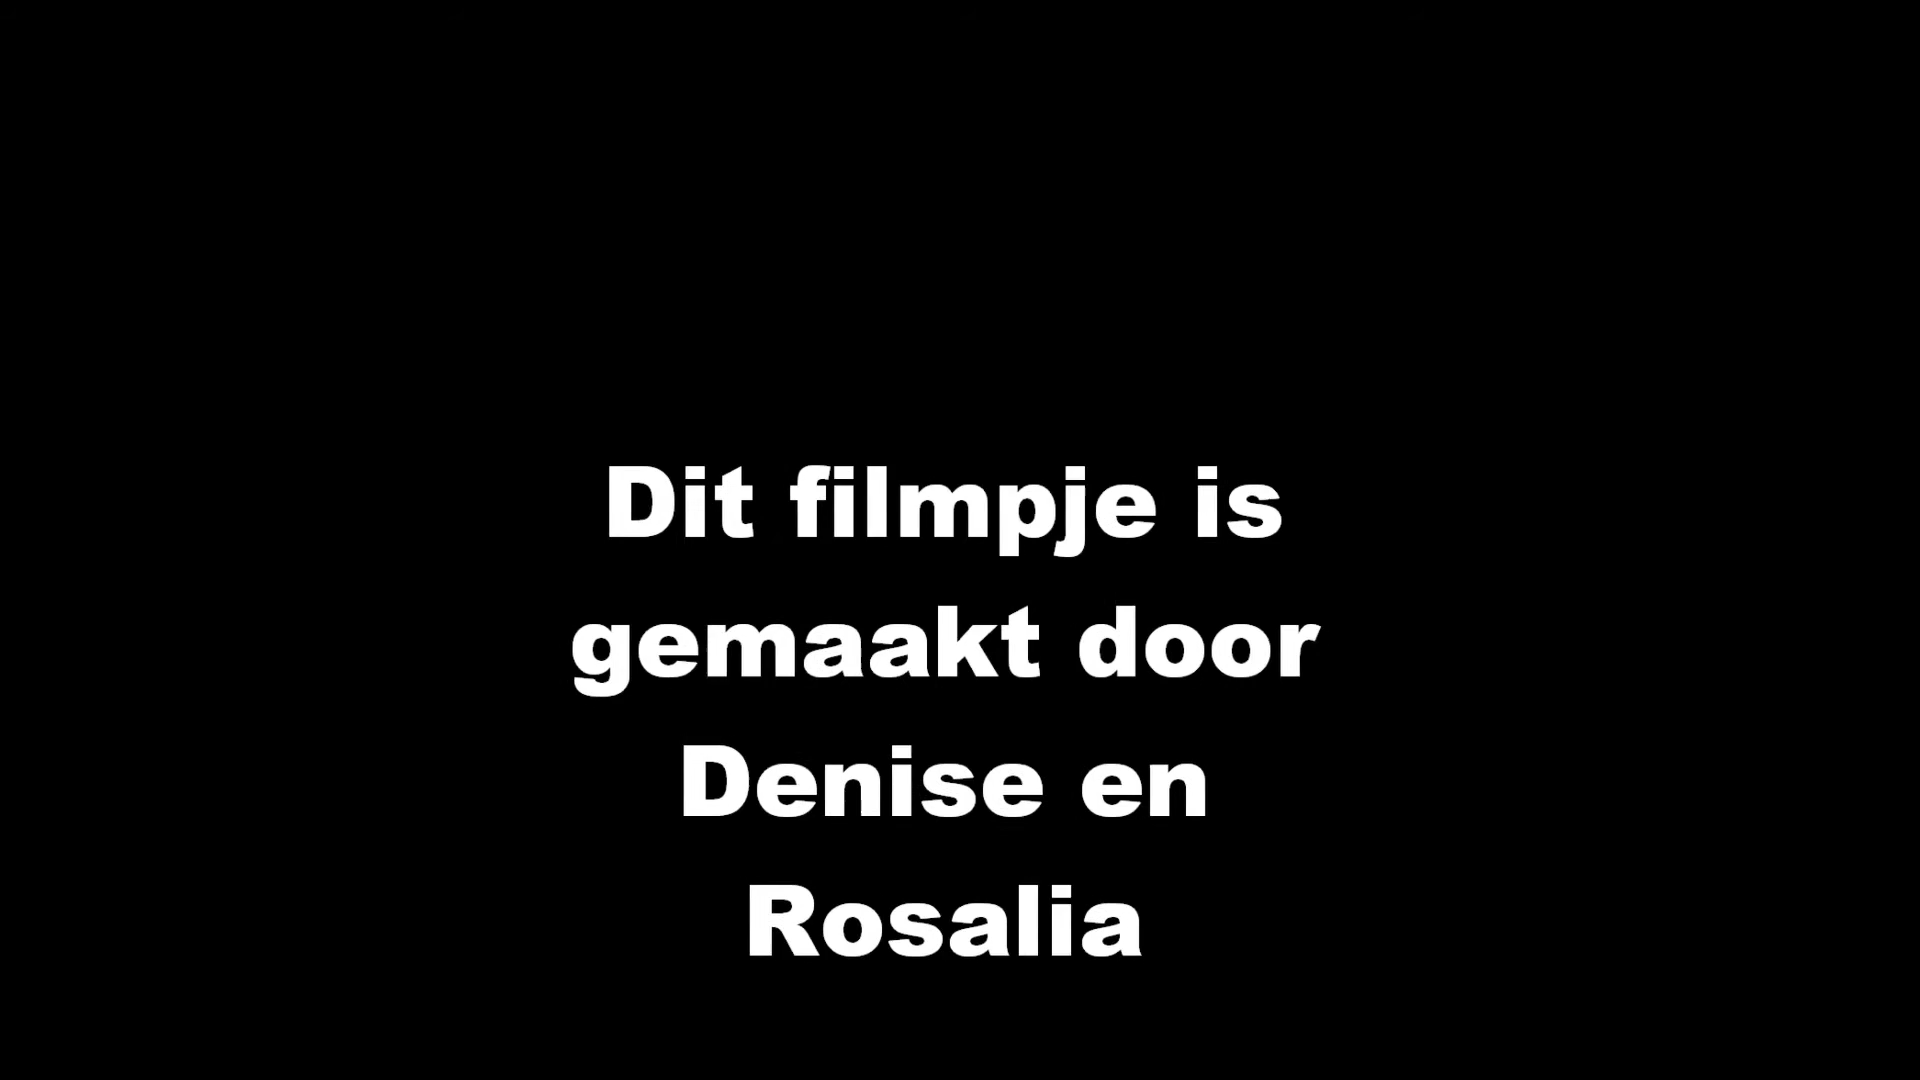 Dit filmpje is
gemaakt door
Denise en
Rosalia